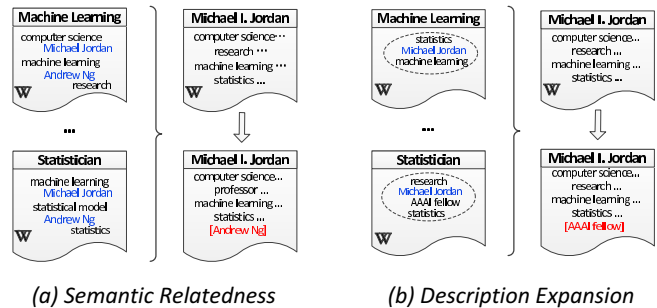 Machine Learning
computer science
Michael Jordan
machine learning
Andrew Ng
research
W
...
Statistician
machine learning
Michael Jordan
statistical model
Andrew Ng
statistics
W
Michael I. Jordan
computer science...
research ...
machine learning ...
statistics ...
W
Michael I. Jordan
computer science...
professor ...
machine learning ...
statistics ...
[Andrew Ng]
W
(a) Semantic Relatedness
Machine Learning
statistics
Michael Jordan
machine learning
W
...
Statistician
research
Michael Jordan
AAAI fellow
statistics
W
Michael I. Jordan
computer science...
research ...
machine learning ...
statistics ...
W
Michael I. Jordan
computer science...
research ...
machine learning ...
statistics ...
[AAAI fellow]
W
(b) Description Expansion